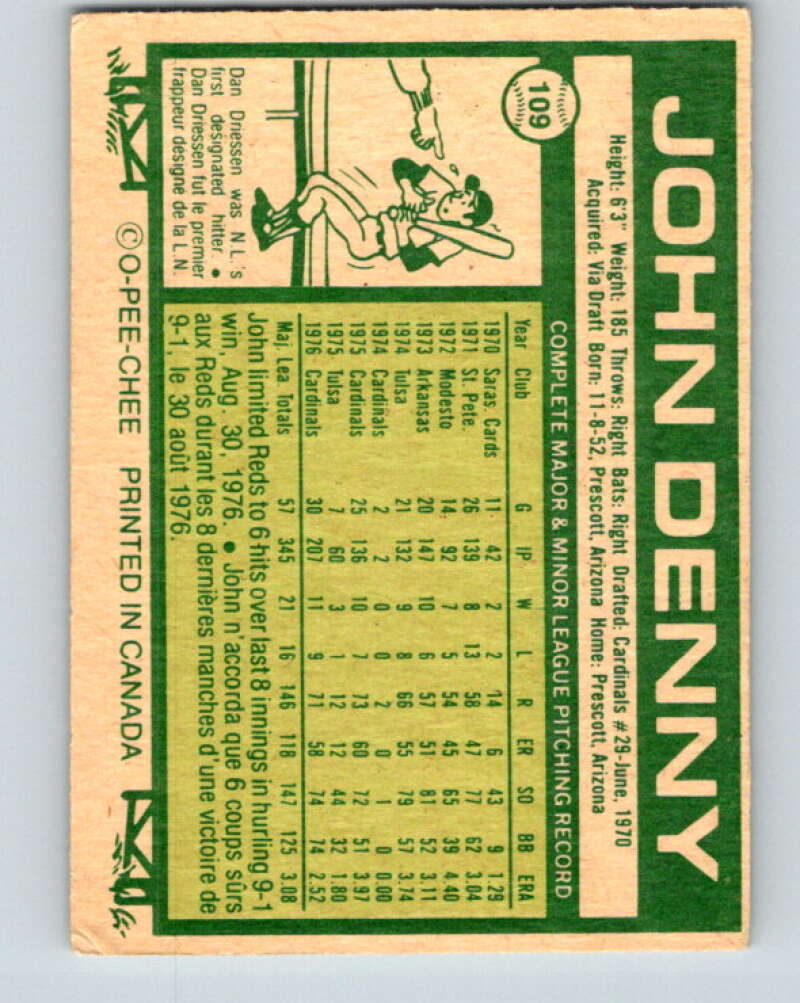 109
JOHN DENNY
Height: 6'3" Weight: 185 Throws: Right Bats: Right Drafted: Cardinals #29-June, 1970
Acquired: Via Draft Born: 11-8-52, Prescott, Arizona Home: Prescott, Arizona
COMPLETE MAJOR & MINOR LEAGUE PITCHING RECORD
Year Club G IP W L R ER SO BB ERA
1970 Saras. Cards 11 42 2 2 14 6 43 9 1.29
1971 St. Pete. 26 139 8 13 58 47 77 62 3.04
1972 Modesto 14 92 7 5 54 45 65 39 4.40
1973 Arkansas 20 147 10 6 57 51 81 52 3.11
1974 Tulsa 21 132 9 8 66 55 79 57 3.74
1974 Cardinals 2 2 0 0 2 0 1 0 0.00
1975 Cardinals 25 136 10 7 73 60 72 51 3.97
1975 Tulsa 7 60 3 1 12 12 44 32 1.80
1976 Cardinals 30 207 11 9 71 58 74 74 2.52
Maj. Lea. Totals 57 345 21 16 146 118 147 125 3.08
John limited Reds to 6 hits over last 8 innings in hurling 9-1
win, Aug. 30, 1976. ● John n'accorda que 6 coups sûrs
aux Reds durant les 8 dernières manches d'une victoire de
9-1, le 30 août 1976.
Dan Driessen was N.L.'s
first designated hitter. ●
Dan Driessen fut le premier
frappeur designé de la L.N.
©O-PEE-CHEE PRINTED IN CANADA